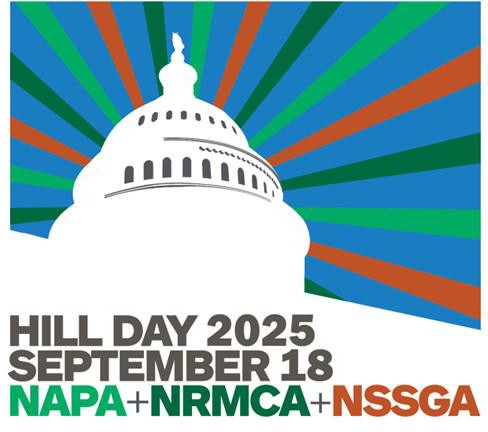 HILL DAY 2025
SEPTEMBER 18
NAPA+NRMCA+NSSGA